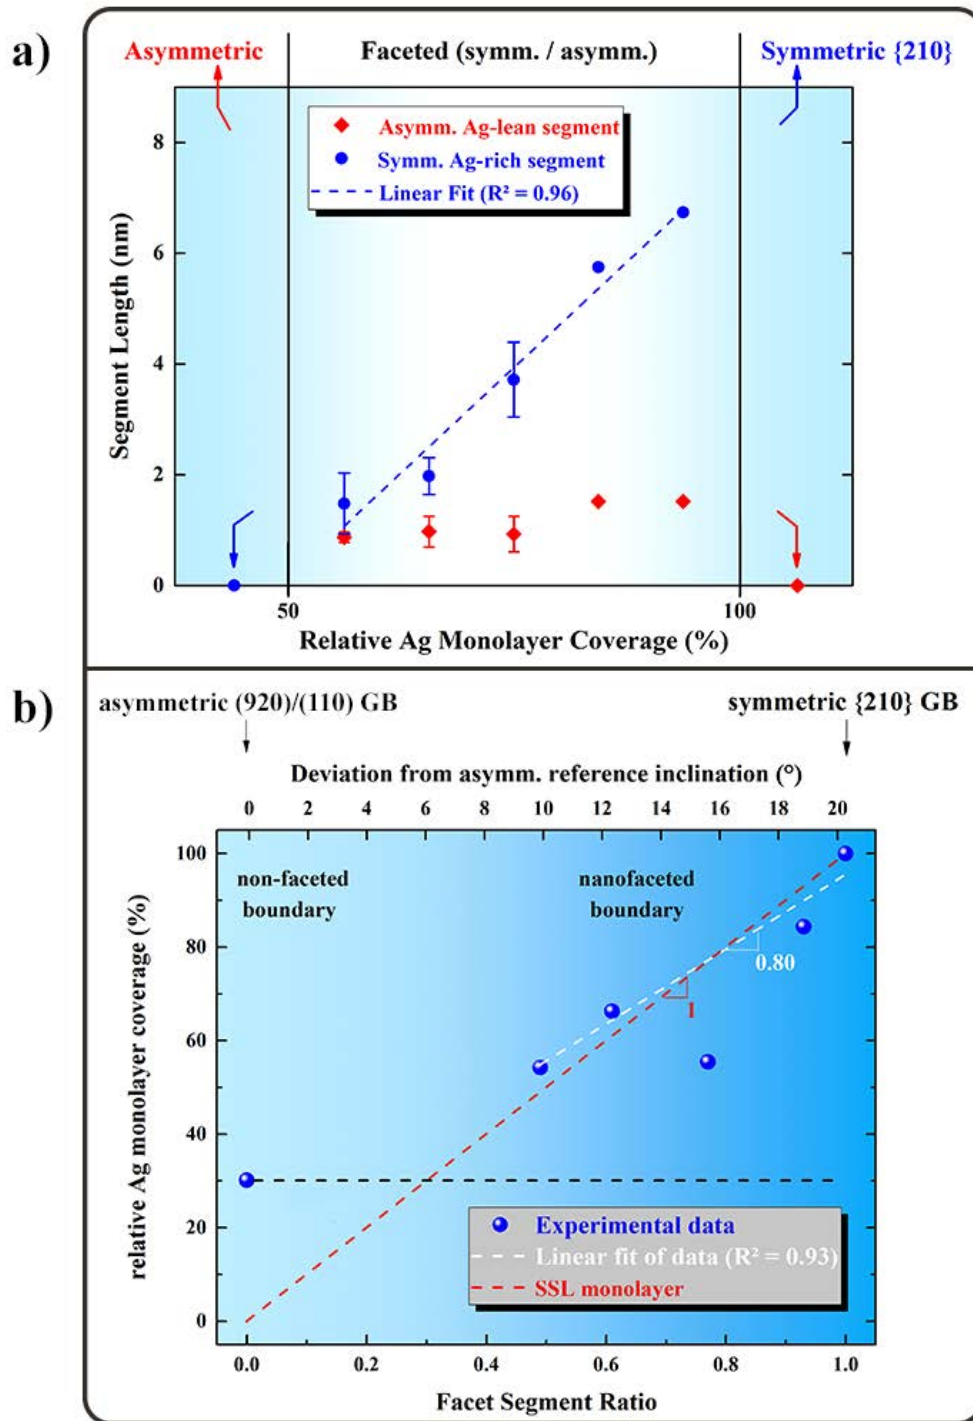 a)
Asymmetric
Faceted (symm. / asymm.)
Symmetric {210}
Asymm. Ag-lean segment
Symm. Ag-rich segment
Linear Fit (R² = 0.96)
Segment Length (nm)
8
6
4
2
0
50
100
Relative Ag Monolayer Coverage (%)
b)
asymmetric (920)/(110) GB
symmetric {210} GB
Deviation from asymm. reference inclination (°)
0 2 4 6 8 10 12 14 16 18 20
relative Ag monolayer coverage (%)
100
80
60
40
20
0
non-faceted
boundary
nanofaceted
boundary
0.80
1
Experimental data
Linear fit of data (R² = 0.93)
SSL monolayer
0.0 0.2 0.4 0.6 0.8 1.0
Facet Segment Ratio